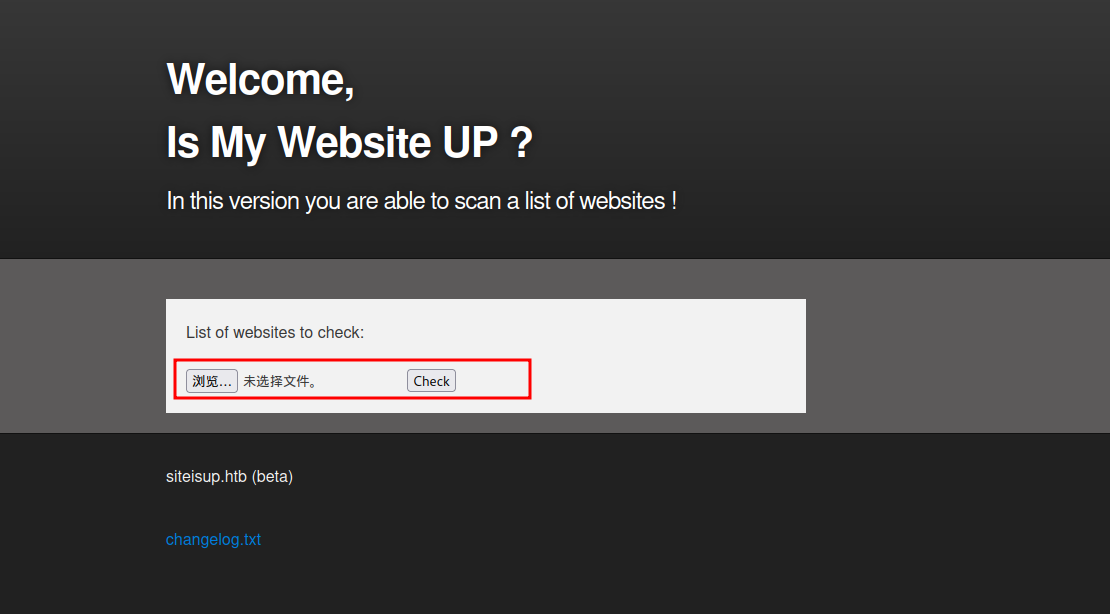 Welcome,
Is My Website UP ?
In this version you are able to scan a list of websites !
List of websites to check:
浏览… 未选择文件。 Check
siteisup.htb (beta)
changelog.txt